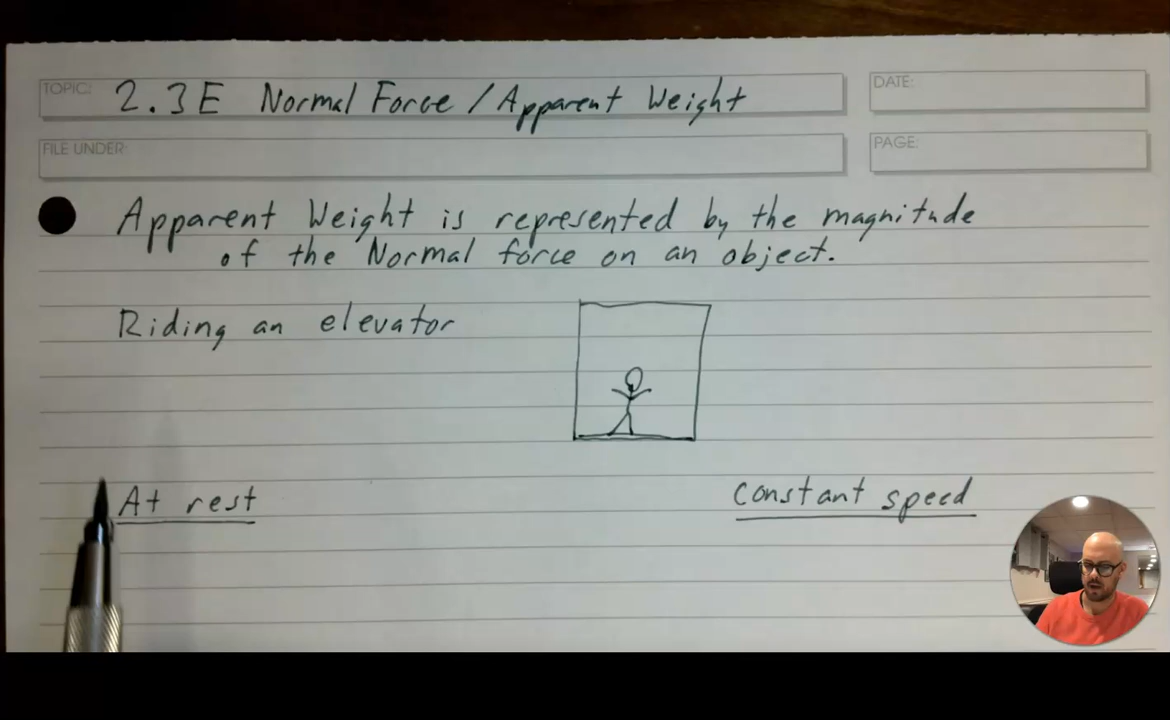 TOPIC: 2.3E Normal Force / Apparent Weight
DATE:
FILE UNDER:
PAGE:
Apparent Weight is represented by the magnitude
of the Normal force on an object.
Riding an elevator
At rest
constant speed